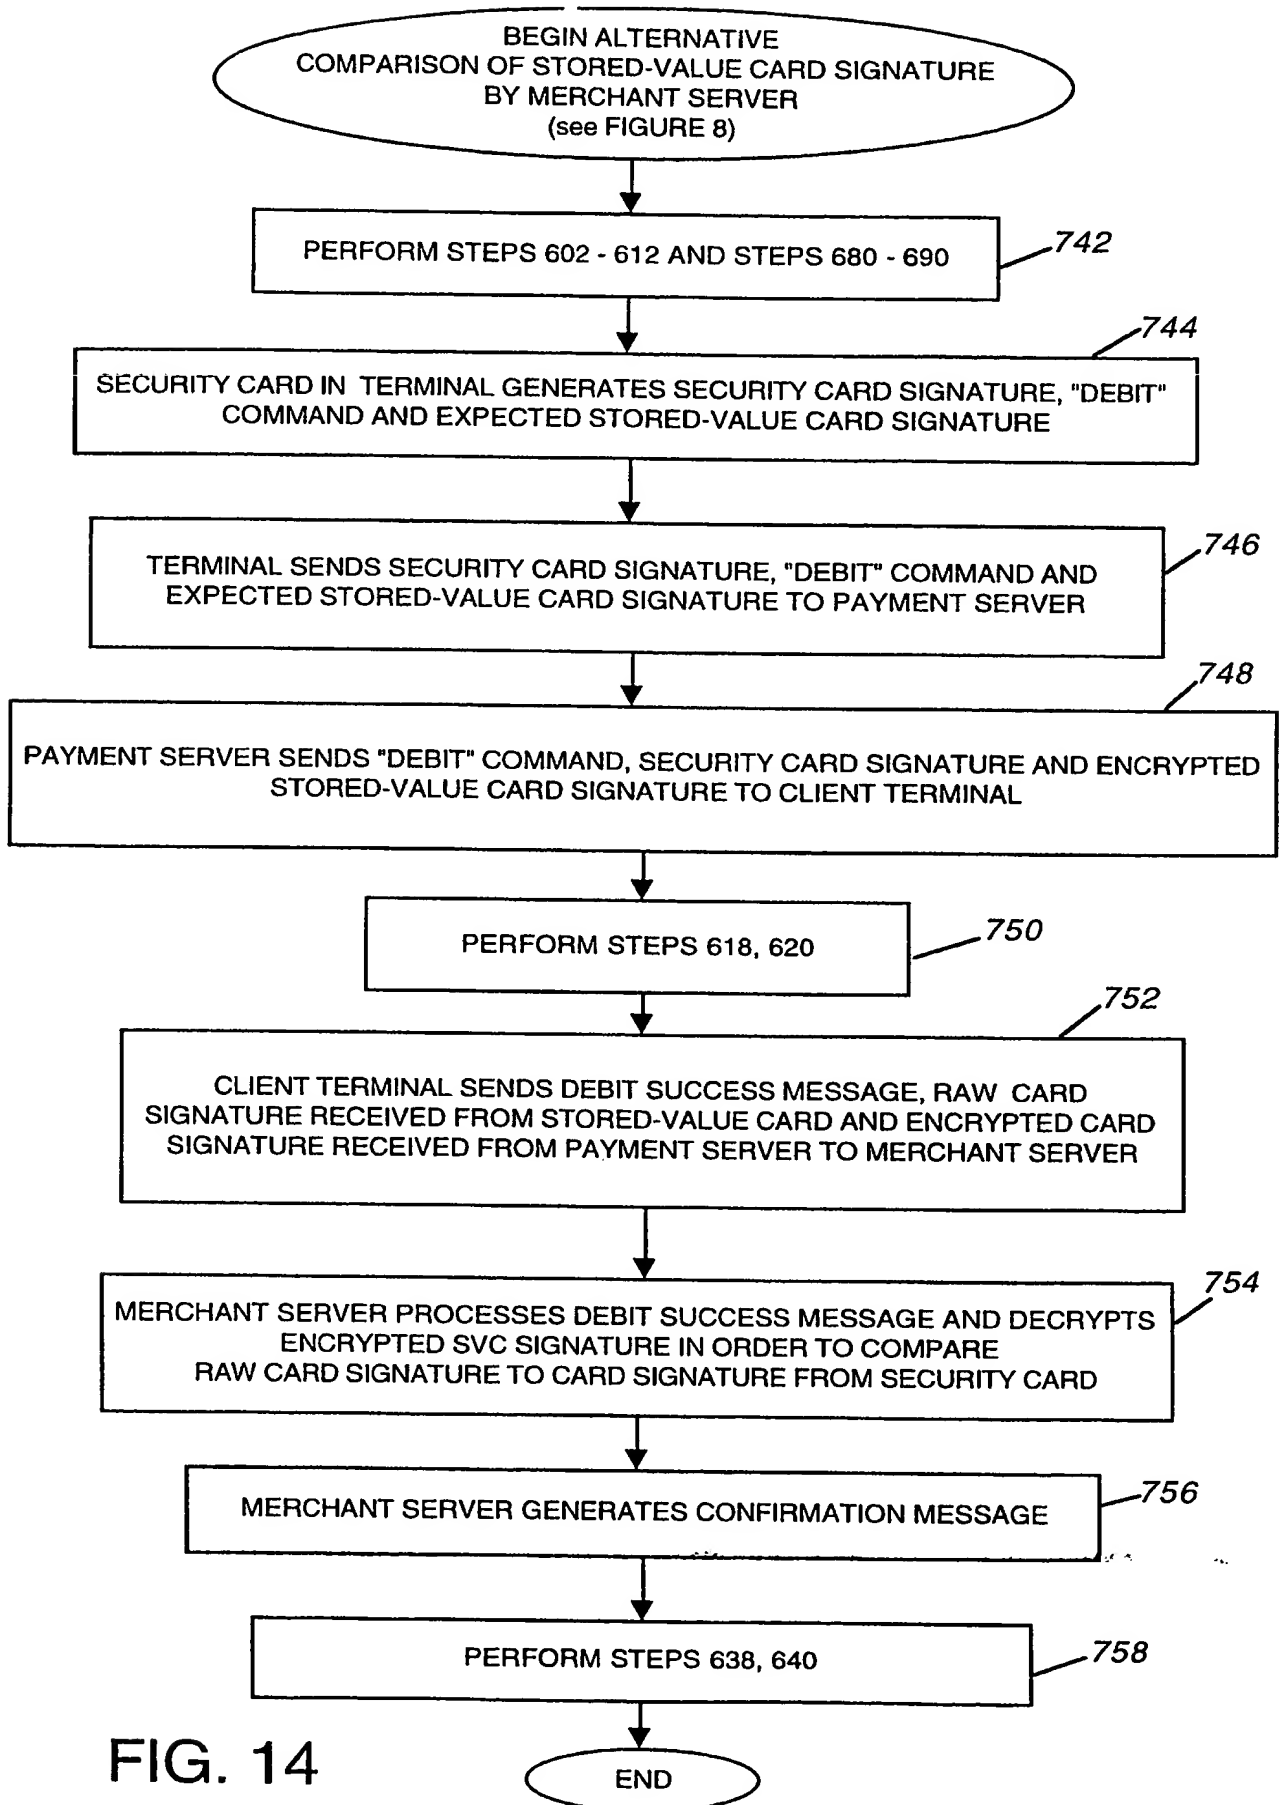 BEGIN ALTERNATIVE
COMPARISON OF STORED-VALUE CARD SIGNATURE
BY MERCHANT SERVER
(see FIGURE 8)
PERFORM STEPS 602 - 612 AND STEPS 680 - 690
742
744
SECURITY CARD IN TERMINAL GENERATES SECURITY CARD SIGNATURE, "DEBIT"
COMMAND AND EXPECTED STORED-VALUE CARD SIGNATURE
746
TERMINAL SENDS SECURITY CARD SIGNATURE, "DEBIT" COMMAND AND
EXPECTED STORED-VALUE CARD SIGNATURE TO PAYMENT SERVER
748
PAYMENT SERVER SENDS "DEBIT" COMMAND, SECURITY CARD SIGNATURE AND ENCRYPTED
STORED-VALUE CARD SIGNATURE TO CLIENT TERMINAL
PERFORM STEPS 618, 620
750
752
CLIENT TERMINAL SENDS DEBIT SUCCESS MESSAGE, RAW CARD
SIGNATURE RECEIVED FROM STORED-VALUE CARD AND ENCRYPTED CARD
SIGNATURE RECEIVED FROM PAYMENT SERVER TO MERCHANT SERVER
754
MERCHANT SERVER PROCESSES DEBIT SUCCESS MESSAGE AND DECRYPTS
ENCRYPTED SVC SIGNATURE IN ORDER TO COMPARE
RAW CARD SIGNATURE TO CARD SIGNATURE FROM SECURITY CARD
MERCHANT SERVER GENERATES CONFIRMATION MESSAGE
756
PERFORM STEPS 638, 640
758
FIG. 14
END